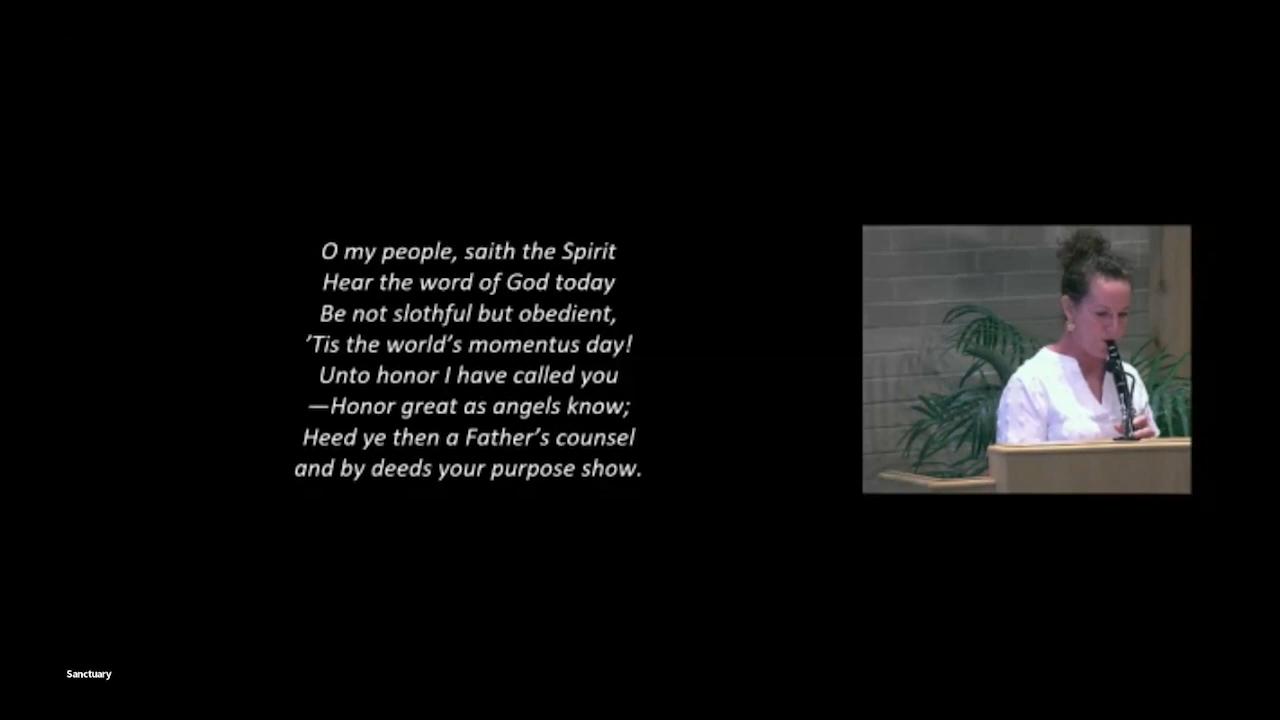 O my people, saith the Spirit
Hear the word of God today
Be not slothful but obedient,
’Tis the world’s momentus day!
Unto honor I have called you
—Honor great as angels know;
Heed ye then a Father’s counsel
and by deeds your purpose show.
Sanctuary